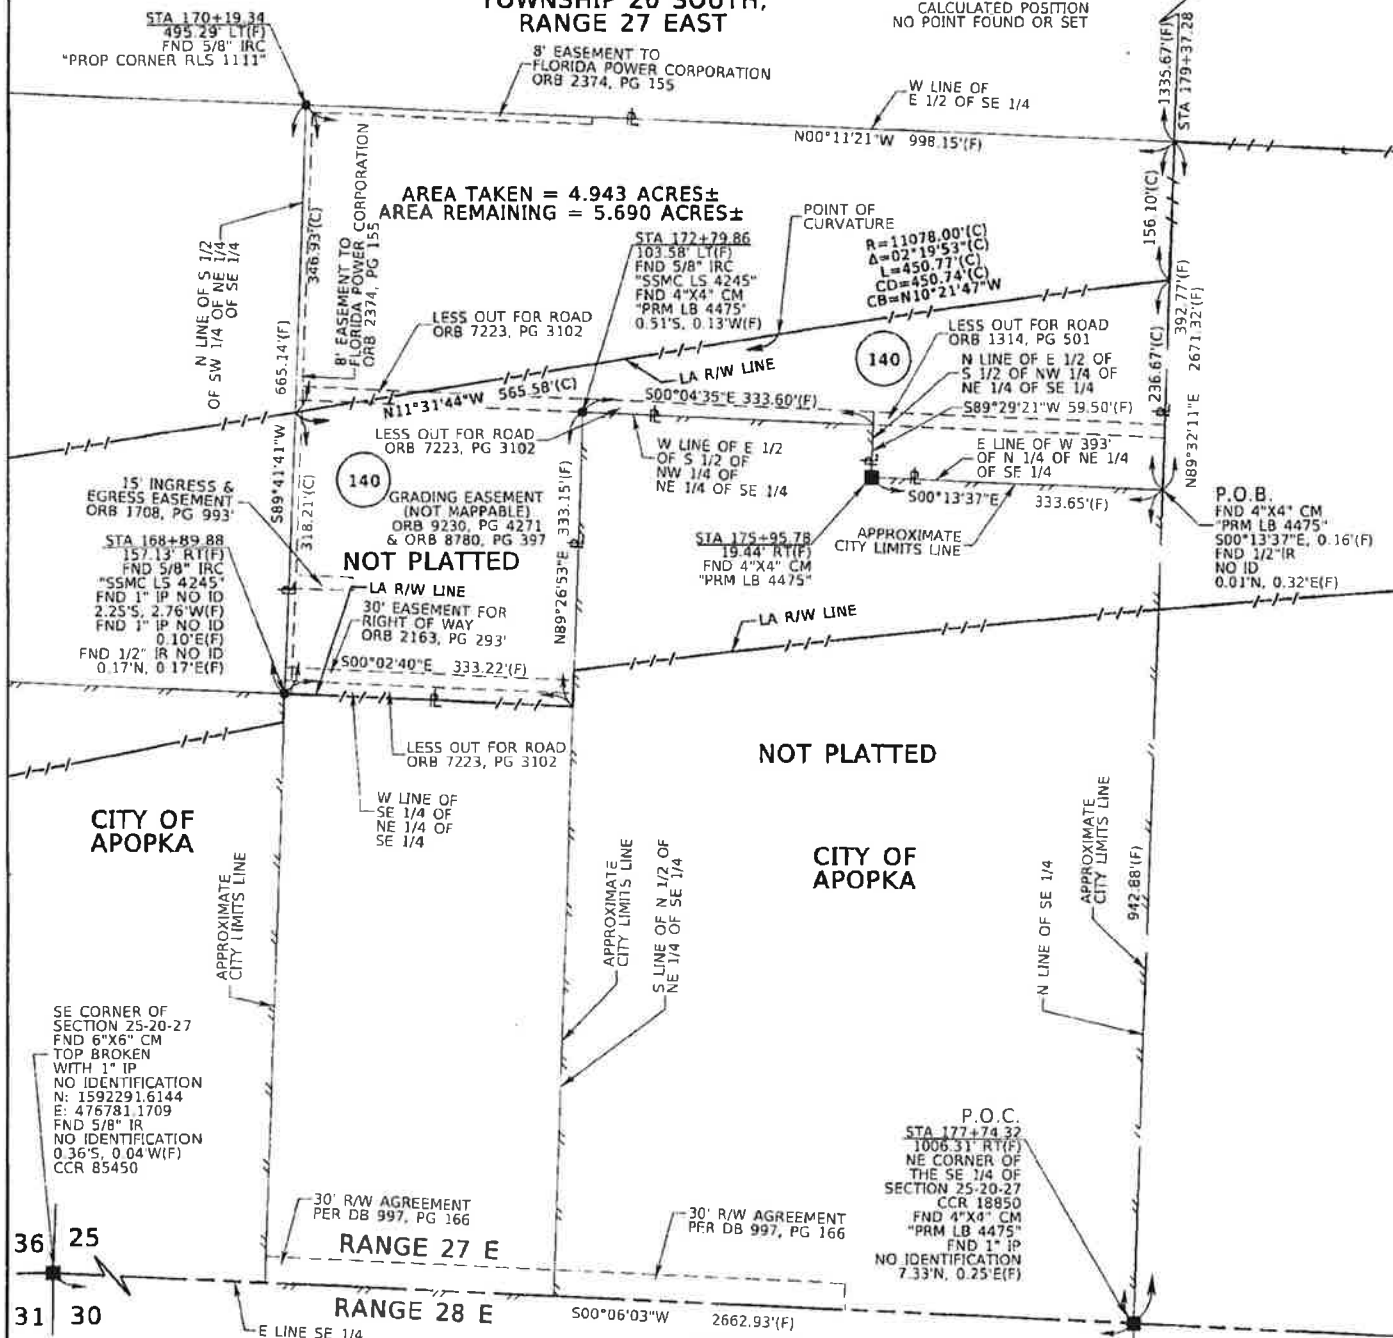 TOWNSHIP 20 SOUTH,
RANGE 27 EAST
CALCULATED POSITION
NO POINT FOUND OR SET
STA 170+19.34
495.29' LT(F)
FND 5/8" IRC
"PROP CORNER RLS 1111"
8' EASEMENT TO
FLORIDA POWER CORPORATION
ORB 2374, PG 155
W LINE OF
E 1/2 OF SE 1/4
1335.67'(F)
STA 179+37.28
N00°11'21"W 998.15'(F)
AREA TAKEN = 4.943 ACRES±
AREA REMAINING = 5.690 ACRES±
N LINE OF S 1/2
OF SW 1/4 OF NE 1/4
OF SE 1/4
346.93'(C)
665.14'(F)
8' EASEMENT TO
FLORIDA POWER CORPORATION
ORB 2374, PG 155
STA 172+79.86
103.58' LT(F)
FND 5/8" IRC
"SSMC LS 4245"
FND 4"X4" CM
"PRM LB 4475"
0.51'S, 0.13'W(F)
POINT OF
CURVATURE
R=11078.00'(C)
Δ=02°19'53"(C)
L=450.77'(C)
CD=450.74'(C)
CB=N10°21'47"W
156.10'(C)
392.77'(F)
236.67'(C)
N89°32'11"E 2671.32'(F)
LESS OUT FOR ROAD
ORB 7223, PG 3102
LESS OUT FOR ROAD
ORB 1314, PG 501
140
N LINE OF E 1/2 OF
S 1/2 OF NW 1/4 OF
NE 1/4 OF SE 1/4
LA R/W LINE
N11°31'44"W 565.58'(C)
S00°04'35"E 333.60'(F)
S89°29'21"W 59.50'(F)
LESS OUT FOR ROAD
ORB 7223, PG 3102
W LINE OF E 1/2
OF S 1/2 OF
NW 1/4 OF
NE 1/4 OF SE 1/4
E LINE OF W 393'
OF N 1/4 OF NE 1/4
OF SE 1/4
S89°41'41"W
318.21'(C)
140
15' INGRESS &
EGRESS EASEMENT
ORB 1708, PG 993'
GRADING EASEMENT
(NOT MAPPABLE)
ORB 9230, PG 4271
& ORB 8780, PG 397
N89°26'53"E 333.15'(F)
S00°13'37"E 333.65'(F)
P.O.B.
FND 4"X4" CM
"PRM LB 4475"
S00°13'37"E, 0.16'(F)
FND 1/2"IR
NO ID
0.01'N, 0.32'E(F)
STA 175+95.78
19.44' RT(F)
FND 4"X4" CM
"PRM LB 4475"
APPROXIMATE
CITY LIMITS LINE
STA 168+89.88
157.13' RT(F)
FND 5/8" IRC
"SSMC LS 4245"
FND 1" IP NO ID
2.25'S, 2.76'W(F)
FND 1" IP NO ID
0.10'E(F)
FND 1/2" IR NO ID
0.17'N, 0.17'E(F)
NOT PLATTED
LA R/W LINE
30' EASEMENT FOR
RIGHT OF WAY
ORB 2163, PG 293'
LA R/W LINE
S00°02'40"E 333.22'(F)
LESS OUT FOR ROAD
ORB 7223, PG 3102
NOT PLATTED
W LINE OF
SE 1/4 OF
NE 1/4 OF
SE 1/4
CITY OF
APOPKA
CITY OF
APOPKA
APPROXIMATE
CITY LIMITS LINE
APPROXIMATE
CITY LIMITS LINE
S LINE OF N 1/2 OF
NE 1/4 OF SE 1/4
N LINE OF SE 1/4
APPROXIMATE
CITY LIMITS LINE
942.88'(F)
SE CORNER OF
SECTION 25-20-27
FND 6"X6" CM
TOP BROKEN
WITH 1" IP
NO IDENTIFICATION
N: 1592291.6144
E: 476781.1709
FND 5/8" IR
NO IDENTIFICATION
0.36'S, 0.04'W(F)
CCR 85450
P.O.C.
STA 177+74.32
1006.31' RT(F)
NE CORNER OF
THE SE 1/4 OF
SECTION 25-20-27
CCR 18850
FND 4"X4" CM
"PRM LB 4475"
FND 1" IP
NO IDENTIFICATION
7.33'N, 0.25'E(F)
30' R/W AGREEMENT
PER DB 997, PG 166
30' R/W AGREEMENT
PER DB 997, PG 166
36 25
RANGE 27 E
31 30
RANGE 28 E
S00°06'03"W 2662.93'(F)
E LINE SE 1/4